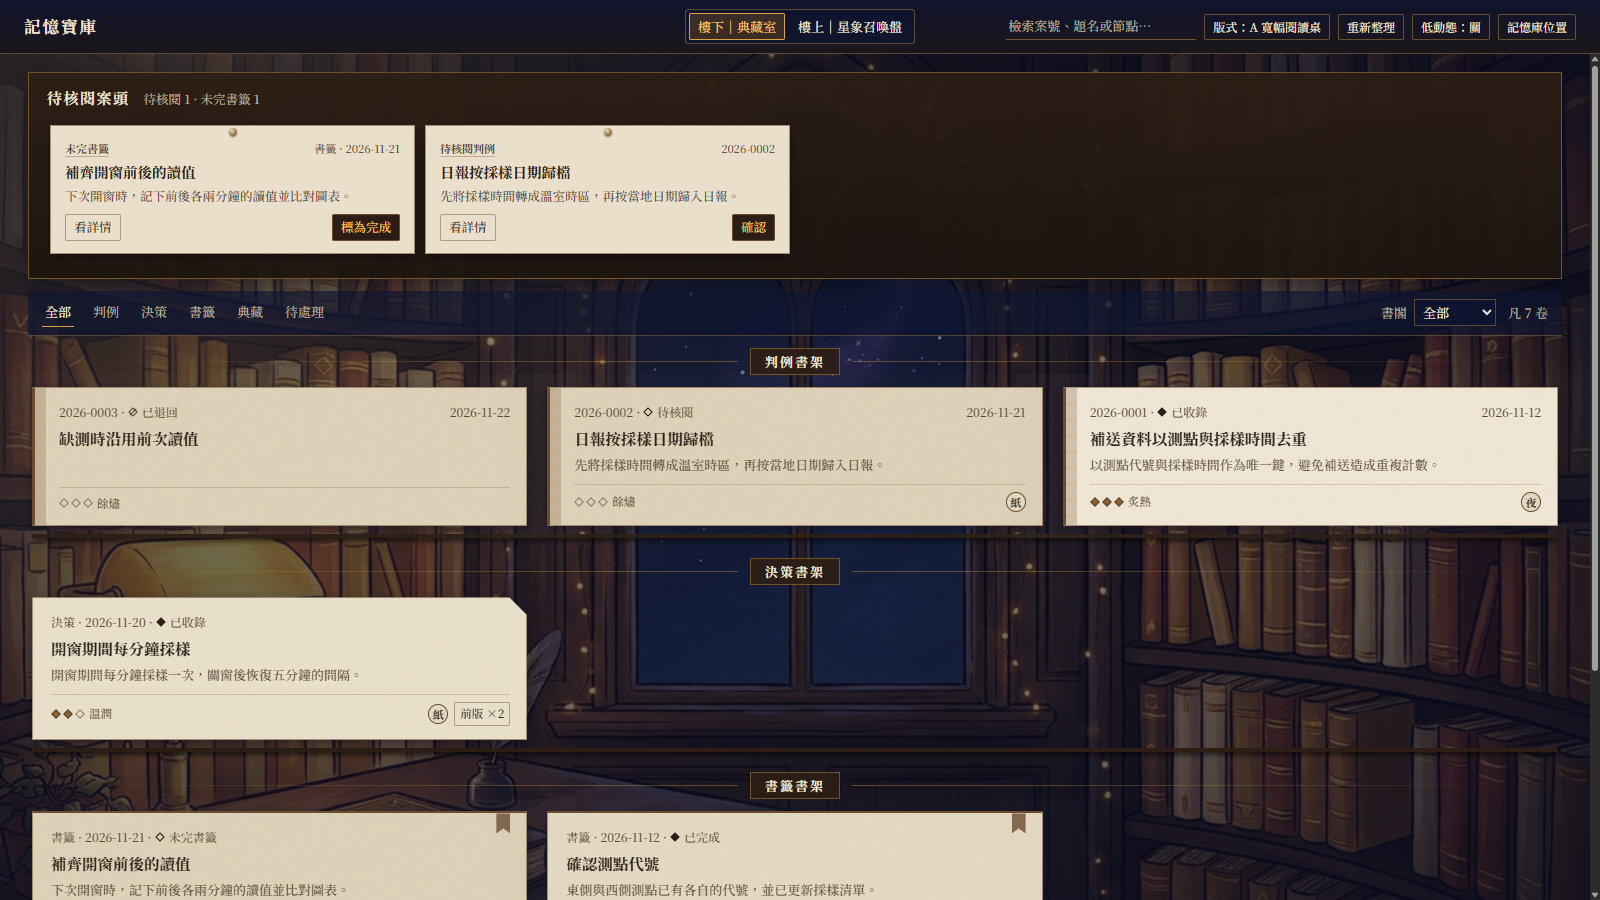 記憶寶庫
樓下｜典藏室
樓上｜星象召喚盤
檢索案號、題名或節點⋯
版式：A 寬幅閱讀桌
重新整理
低動態：關
記憶庫位置
待核閱案頭
待核閱 1 · 未完書籤 1
未完書籤
書籤 · 2026-11-21
補齊開窗前後的讀值
下次開窗時，記下前後各兩分鐘的讀值並比對圖表。
看詳情
標為完成
待核閱判例
2026-0002
日報按採樣日期歸檔
先將採樣時間轉成溫室時區，再按當地日期歸入日報。
看詳情
確認
全部
判例
決策
書籤
典藏
待處理
書閣
全部
凡 7 卷
判例書架
2026-0003 · 已退回
2026-11-22
缺測時沿用前次讀值
◇◇◇ 餘燼
2026-0002 · ◇ 待核閱
2026-11-21
日報按採樣日期歸檔
先將採樣時間轉成溫室時區，再按當地日期歸入日報。
◇◇◇ 餘燼
紙
2026-0001 · ◆ 已收錄
2026-11-12
補送資料以測點與採樣時間去重
以測點代號與採樣時間作為唯一鍵，避免補送造成重複計數。
◆◆◆ 炙熱
夜
決策書架
決策 · 2026-11-20 · ◆ 已收錄
開窗期間每分鐘採樣
開窗期間每分鐘採樣一次，關窗後恢復五分鐘的間隔。
◆◆◇ 溫潤
紙
前版 ×2
書籤書架
書籤 · 2026-11-21 · ◇ 未完書籤
補齊開窗前後的讀值
下次開窗時，記下前後各兩分鐘的讀值並比對圖表。
書籤 · 2026-11-12 · ◆ 已完成
確認測點代號
東側與西側測點已有各自的代號，並已更新採樣清單。